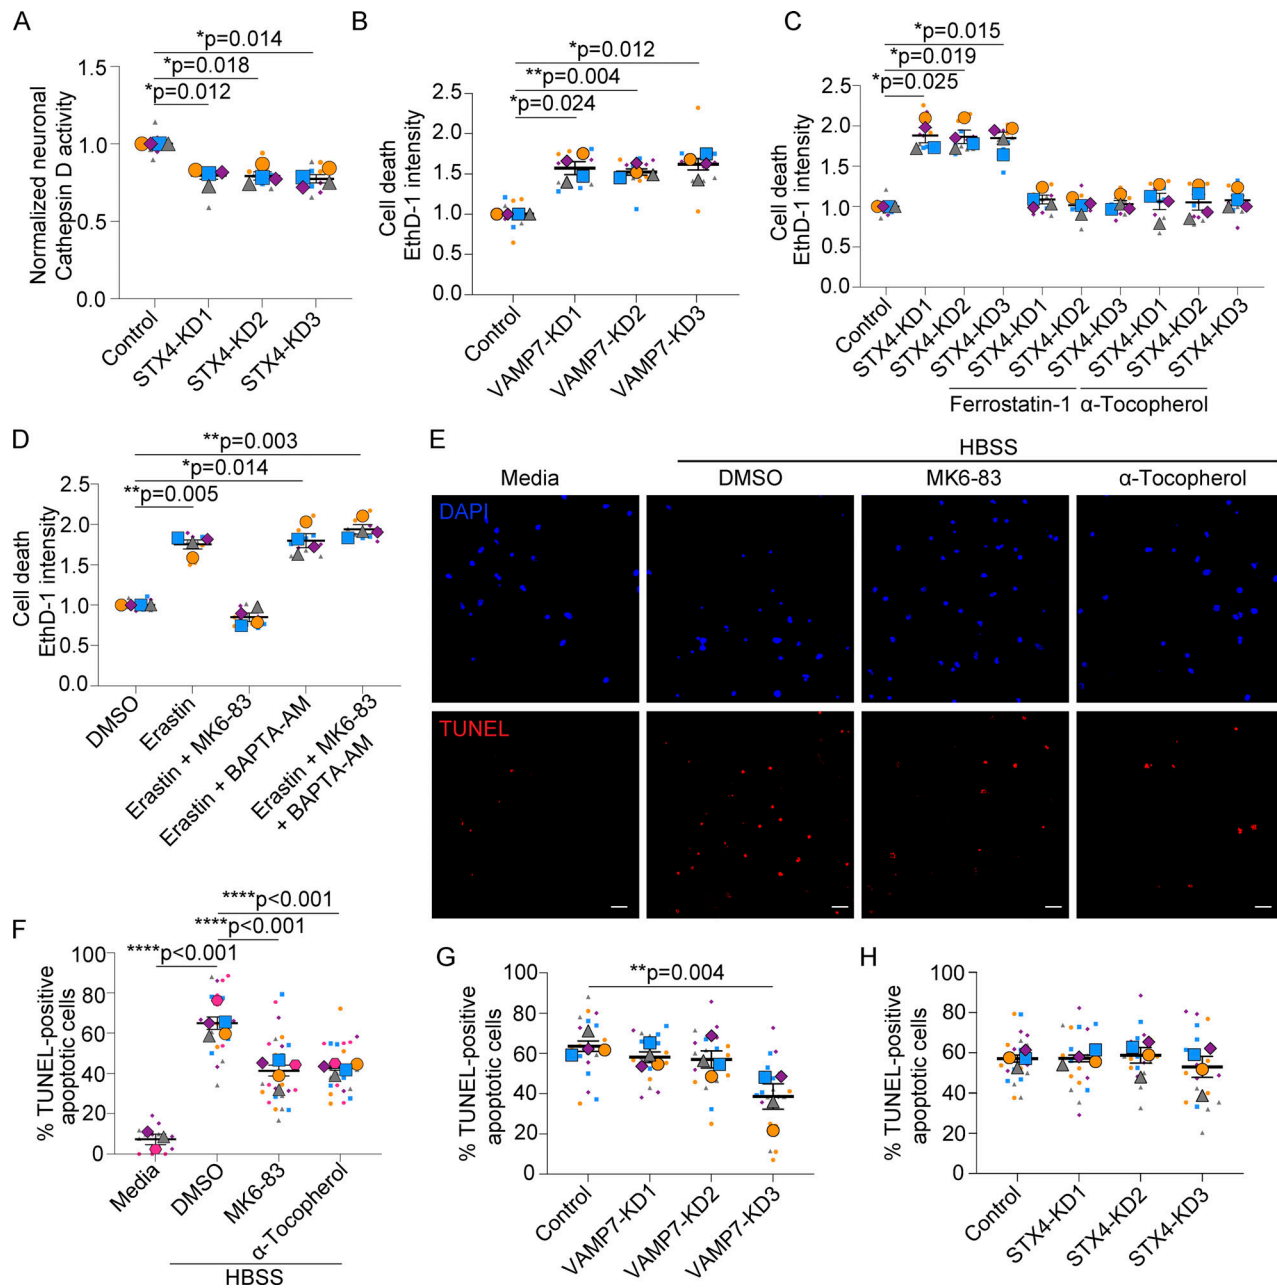 A
*p=0.014
*p=0.018
*p=0.012
Normalized neuronal
Cathepsin D activity
1.5
1.0
0.5
0.0
Control
STX4-KD1
STX4-KD2
STX4-KD3
B
*p=0.012
**p=0.004
*p=0.024
Cell death
EthD-1 intensity
2.5
2.0
1.5
1.0
0.5
0.0
Control
VAMP7-KD1
VAMP7-KD2
VAMP7-KD3
C
*p=0.015
*p=0.019
*p=0.025
Cell death
EthD-1 intensity
2.5
2.0
1.5
1.0
0.5
0.0
Control
STX4-KD1
STX4-KD2
STX4-KD3
STX4-KD1
STX4-KD2
STX4-KD3
STX4-KD1
STX4-KD2
STX4-KD3
Ferrostatin-1
α-Tocopherol
D
**p=0.003
*p=0.014
**p=0.005
Cell death
EthD-1 intensity
2.5
2.0
1.5
1.0
0.5
0.0
DMSO
Erastin
Erastin + MK6-83
Erastin + BAPTA-AM
Erastin + MK6-83
+ BAPTA-AM
E
HBSS
Media
DMSO
MK6-83
α-Tocopherol
DAPI
TUNEL
F
****p<0.001
****p<0.001
****p<0.001
% TUNEL-positive
apoptotic cells
100
80
60
40
20
0
Media
DMSO
MK6-83
α-Tocopherol
HBSS
G
**p=0.004
% TUNEL-positive
apoptotic cells
100
80
60
40
20
0
Control
VAMP7-KD1
VAMP7-KD2
VAMP7-KD3
H
% TUNEL-positive
apoptotic cells
100
80
60
40
20
0
Control
STX4-KD1
STX4-KD2
STX4-KD3